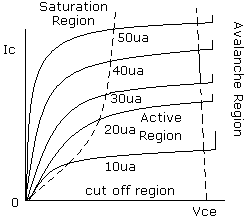 Saturation
Region
Ic
50ua
40ua
30ua
20ua
Active
Region
10ua
cut off region
0
Vce
Avalanche Region